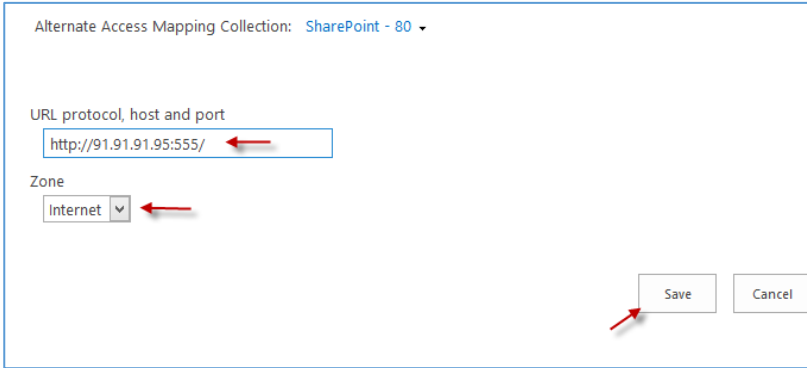 Alternate Access Mapping Collection: SharePoint - 80
URL protocol, host and port
http://91.91.91.95:555/
Zone
Internet
Save Cancel